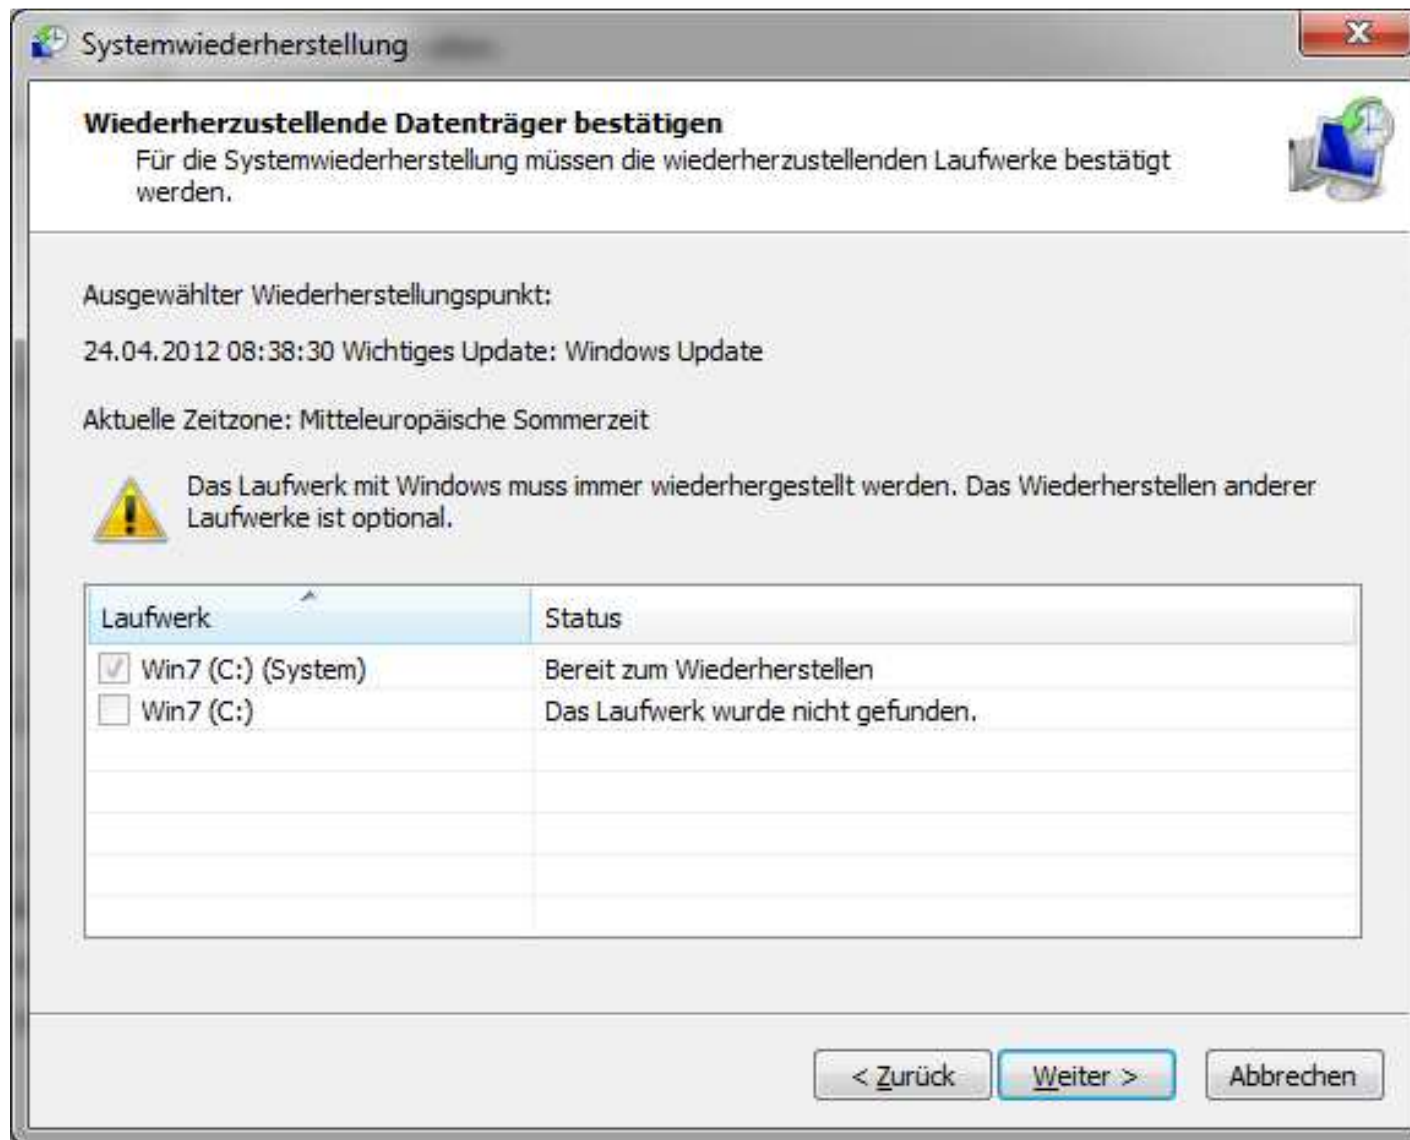 Systemwiederherstellung
Wiederherzustellende Datenträger bestätigen
Für die Systemwiederherstellung müssen die wiederherzustellenden Laufwerke bestätigt
werden.
Ausgewählter Wiederherstellungspunkt:
24.04.2012 08:38:30 Wichtiges Update: Windows Update
Aktuelle Zeitzone: Mitteleuropäische Sommerzeit
Das Laufwerk mit Windows muss immer wiederhergestellt werden. Das Wiederherstellen anderer
Laufwerke ist optional.
Laufwerk Status
Win7 (C:) (System) Bereit zum Wiederherstellen
Win7 (C:) Das Laufwerk wurde nicht gefunden.
< Zurück Weiter > Abbrechen